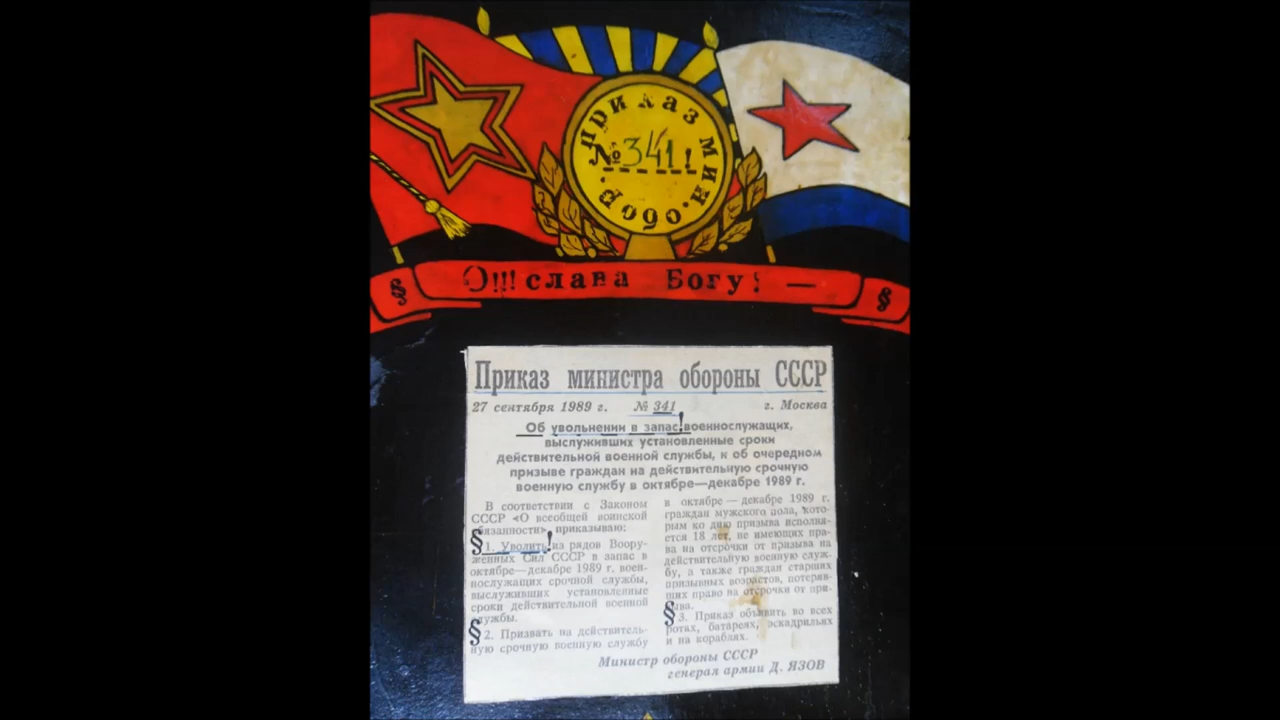 приказ мин. обор.
№341!
§ О!!! слава Богу! — §
Приказ министра обороны СССР
27 сентября 1989 г. № 341 г. Москва
Об увольнении в запас! военнослужащих,
выслуживших установленные сроки
действительной военной службы, и об очередном
призыве граждан на действительную срочную
военную службу в октябре—декабре 1989 г.
В соответствии с Законом
СССР «О всеобщей воинской
обязанности» приказываю:
§ 1. Уволить! из рядов Воору-
женных Сил СССР в запас в
октябре—декабре 1989 г. воен-
нослужащих срочной службы,
выслуживших установленные
сроки действительной военной
службы.
§ 2. Призвать на действитель-
ную срочную военную службу
в октябре — декабре 1989 г.
граждан мужского пола, кото-
рым ко дню призыва исполня-
ется 18 лет, не имеющих пра-
ва на отсрочки от призыва на
действительную военную служ-
бу, а также граждан старших
призывных возрастов, потеряв-
ших право на отсрочки от при-
зыва.
§ 3. Приказ объявить во всех
ротах, батареях, эскадрильях
и на кораблях.
Министр обороны СССР
генерал армии Д. ЯЗОВ